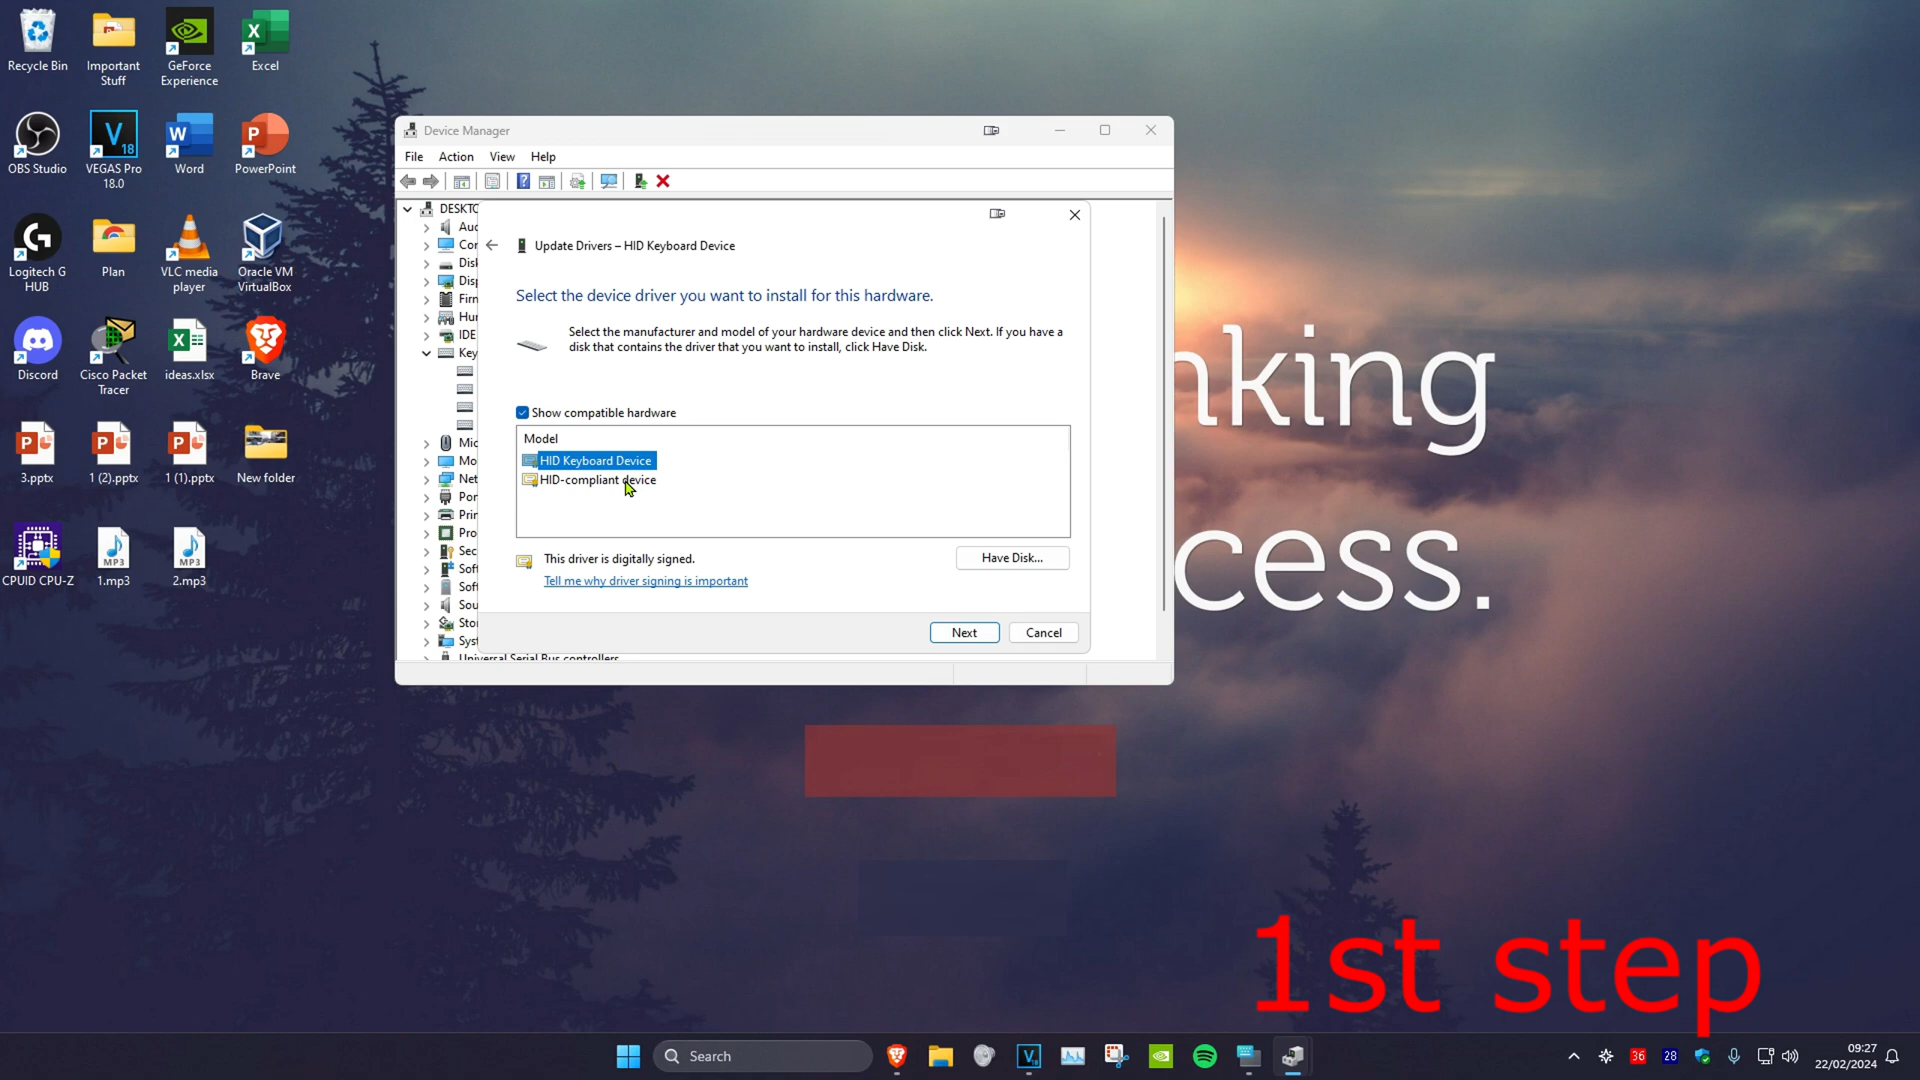 Recycle Bin
Important
Stuff
GeForce
Experience
Excel
OBS Studio
VEGAS Pro
18.0
Word
PowerPoint
Logitech G
HUB
Plan
VLC media
player
Oracle VM
VirtualBox
Discord
Cisco Packet
Tracer
ideas.xlsx
Brave
3.pptx
1 (2).pptx
1 (1).pptx
New folder
CPUID CPU-Z
1.mp3
2.mp3
Device Manager
File Action View Help
DESKTO
Auc
Cor
Disk
Disp
Firn
Hur
IDE
Key
Mic
Mo
Net
Por
Prin
Pro
Sec
Soft
Soft
Sou
Sto
Syst
Universal Serial Bus controllers
Update Drivers – HID Keyboard Device
Select the device driver you want to install for this hardware.
Select the manufacturer and model of your hardware device and then click Next. If you have a
disk that contains the driver that you want to install, click Have Disk.
Show compatible hardware
Model
HID Keyboard Device
HID-compliant device
This driver is digitally signed.
Have Disk...
Tell me why driver signing is important
Next
Cancel
nking
cess.
1st step
Search
36
28
09:27
22/02/2024